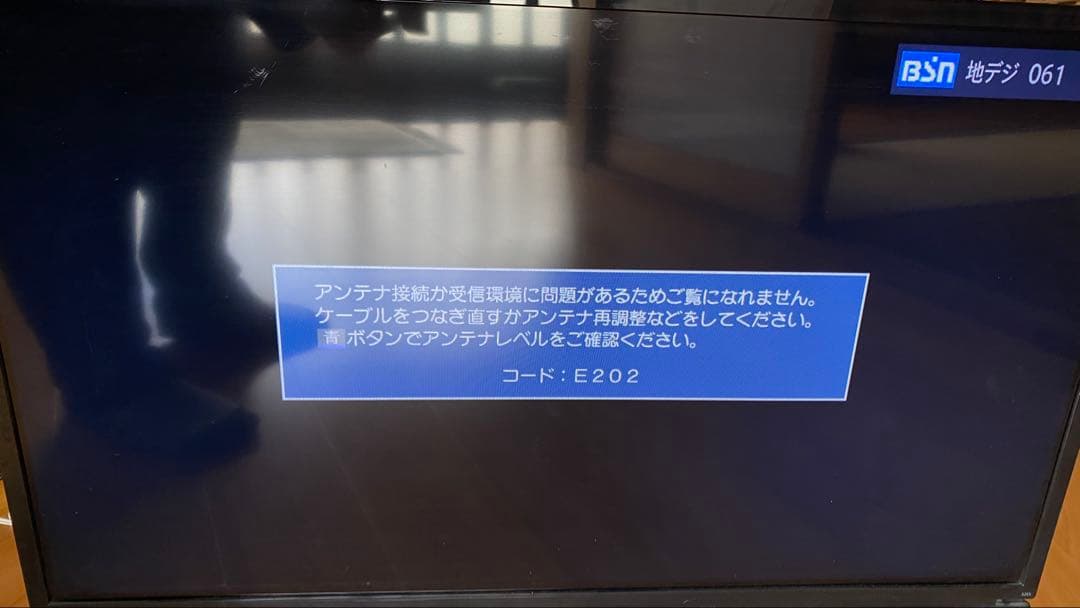 BSN 地デジ 061
アンテナ接続か受信環境に問題があるためご覧になれません。
ケーブルをつなぎ直すかアンテナ再調整などをしてください。
青 ボタンでアンテナレベルをご確認ください。
コード：E202